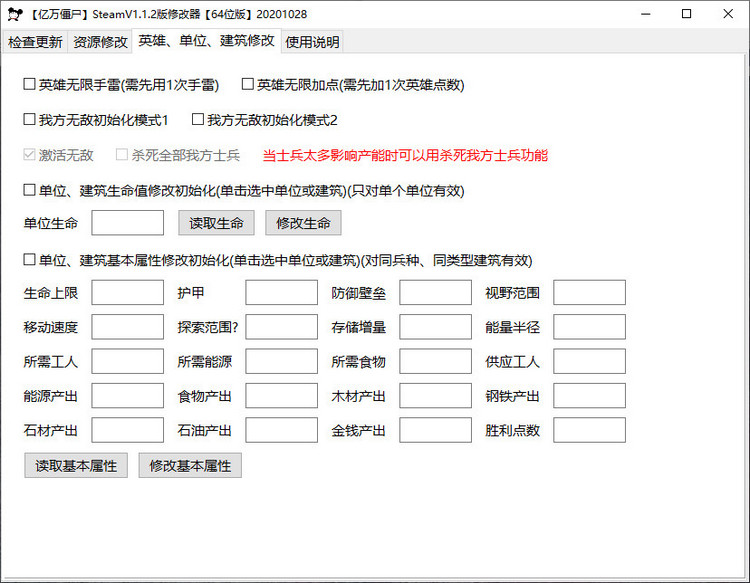 【亿万僵尸】SteamV1.1.2版修改器【64位版】20201028
检查更新 资源修改 英雄、单位、建筑修改 使用说明
英雄无限手雷(需先用1次手雷) 英雄无限加点(需先加1次英雄点数)
我方无敌初始化模式1 我方无敌初始化模式2
激活无敌 杀死全部我方士兵 当士兵太多影响产能时可以用杀死我方士兵功能
单位、建筑生命值修改初始化(单击选中单位或建筑)(只对单个单位有效)
单位生命 读取生命 修改生命
单位、建筑基本属性修改初始化(单击选中单位或建筑)(对同兵种、同类型建筑有效)
生命上限 护甲 防御壁垒 视野范围
移动速度 探索范围? 存储增量 能量半径
所需工人 所需能源 所需食物 供应工人
能源产出 食物产出 木材产出 钢铁产出
石材产出 石油产出 金钱产出 胜利点数
读取基本属性 修改基本属性